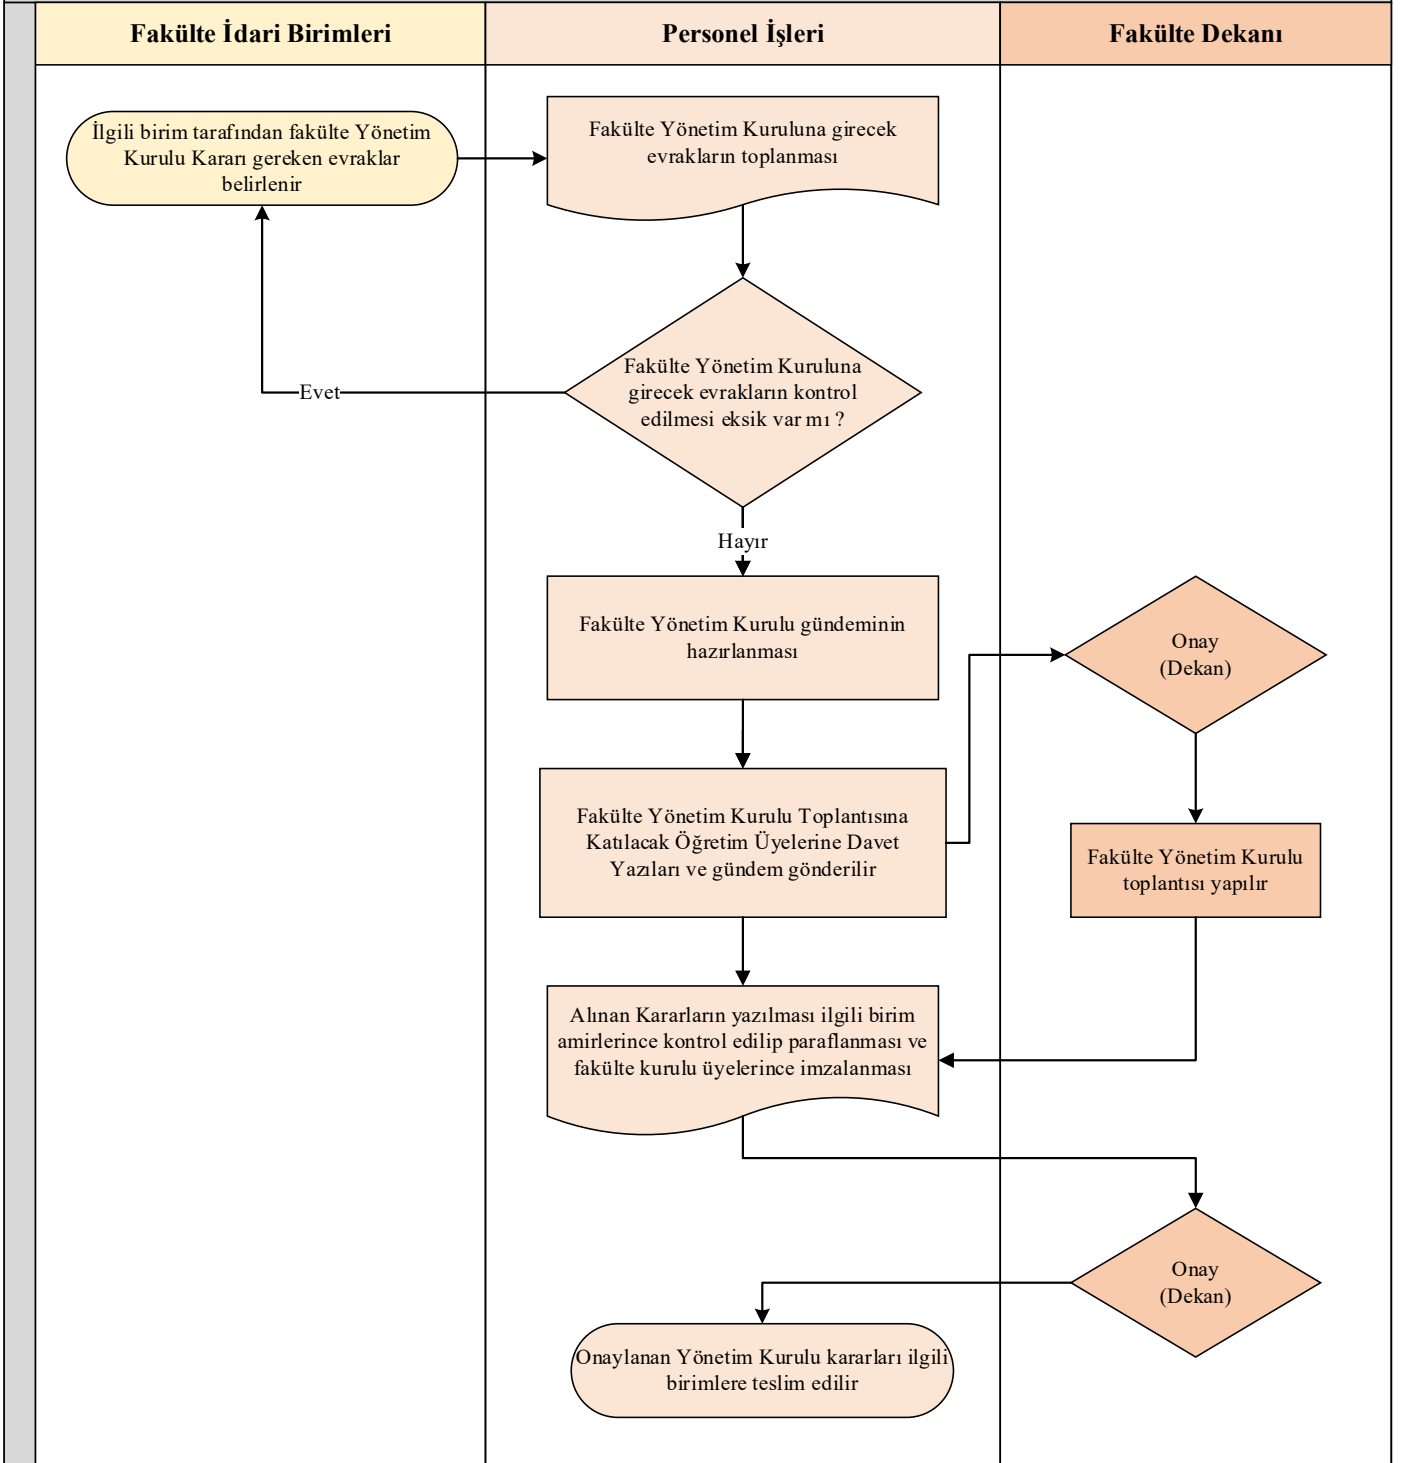 Fakülte İdari Birimleri
Personel İşleri
Fakülte Dekanı
İlgili birim tarafından fakülte Yönetim
Kurulu Kararı gereken evraklar
belirlenir
Fakülte Yönetim Kuruluna girecek
evrakların toplanması
Fakülte Yönetim Kuruluna
girecek evrakların kontrol
edilmesi eksik var mı ?
Evet
Hayır
Fakülte Yönetim Kurulu gündeminin
hazırlanması
Onay
(Dekan)
Fakülte Yönetim Kurulu Toplantısına
Katılacak Öğretim Üyelerine Davet
Yazıları ve gündem gönderilir
Fakülte Yönetim Kurulu
toplantısı yapılır
Alınan Kararların yazılması ilgili birim
amirlerince kontrol edilip paraflanması ve
fakülte kurulu üyelerince imzalanması
Onay
(Dekan)
Onaylanan Yönetim Kurulu kararları ilgili
birimlere teslim edilir